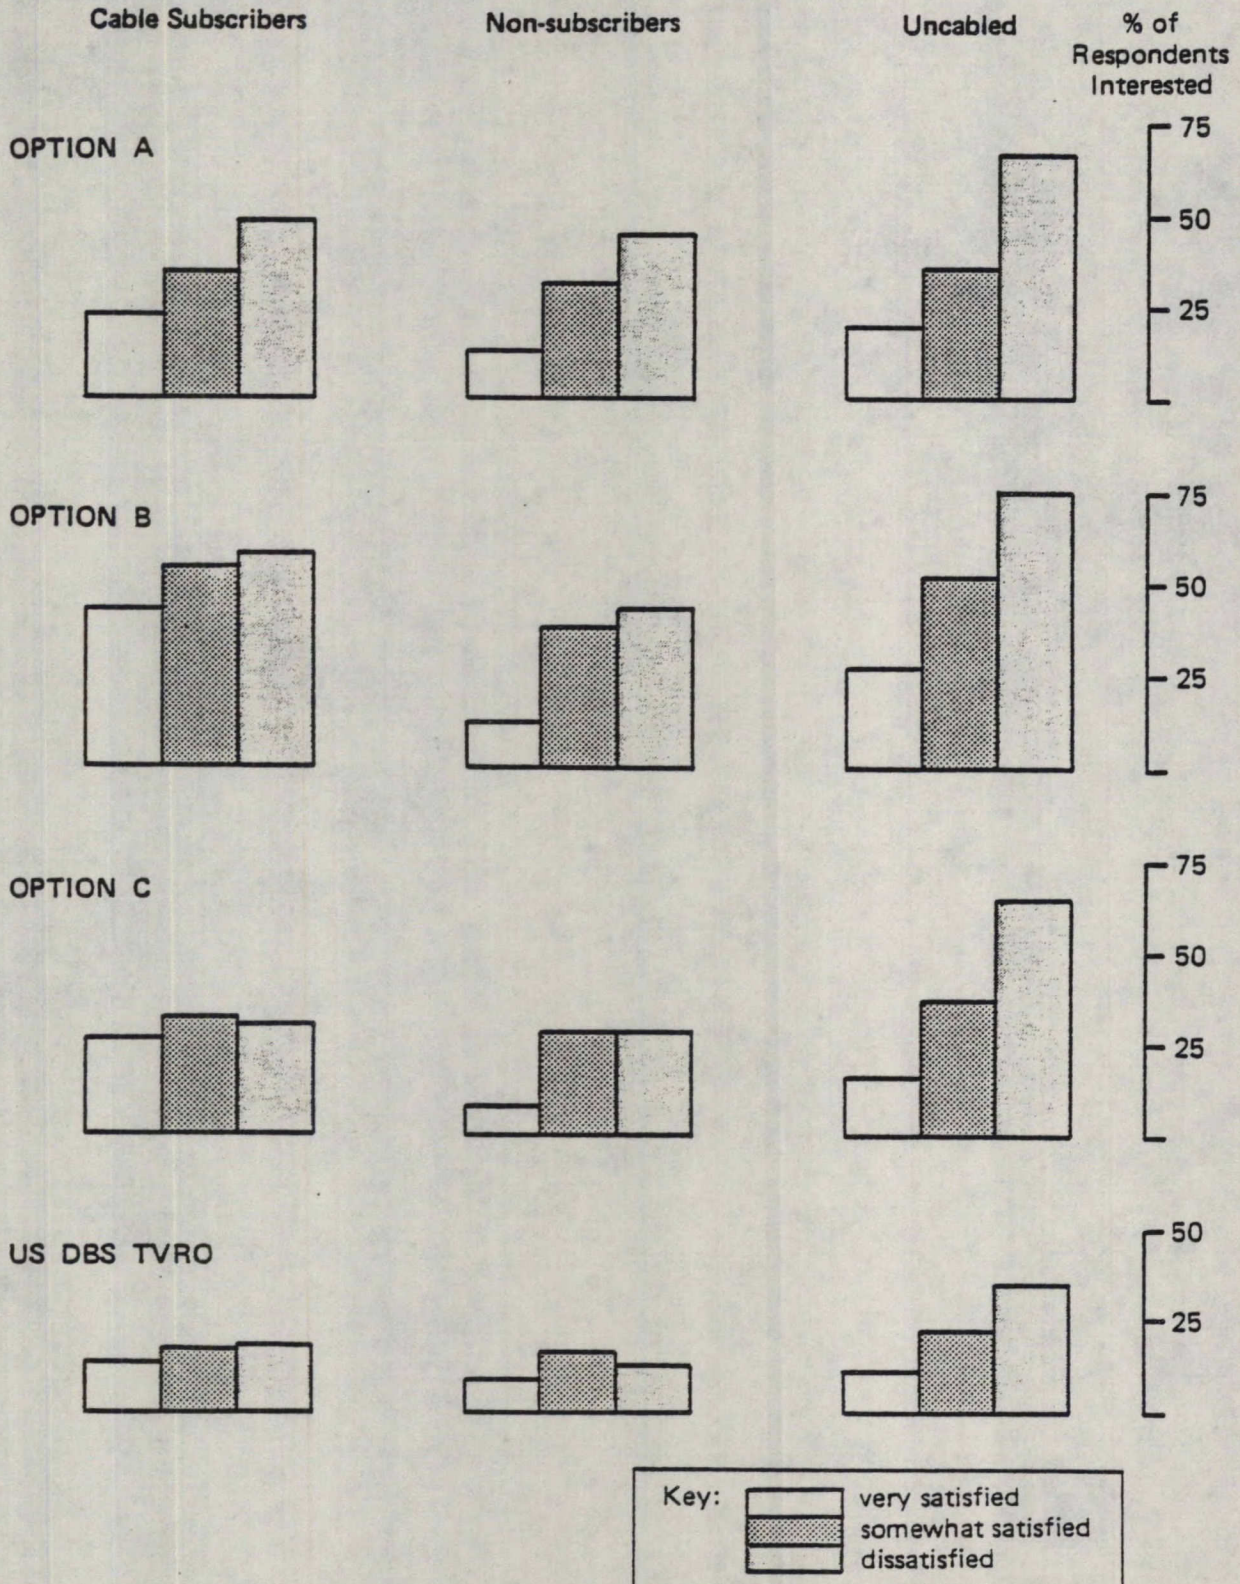 Cable Subscribers
Non-subscribers
Uncabled
% of
Respondents
Interested
OPTION A
75
50
25
OPTION B
75
50
25
OPTION C
75
50
25
US DBS TVRO
50
25
Key:
very satisfied
somewhat satisfied
dissatisfied